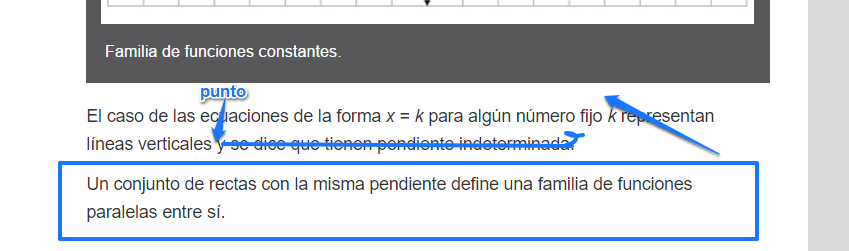 Familia de funciones constantes.
punto
El caso de las ecuaciones de la forma x = k para algún número fijo k representan
líneas verticales y se dice que tienen pendiente indeterminada.
Un conjunto de rectas con la misma pendiente define una familia de funciones
paralelas entre sí.